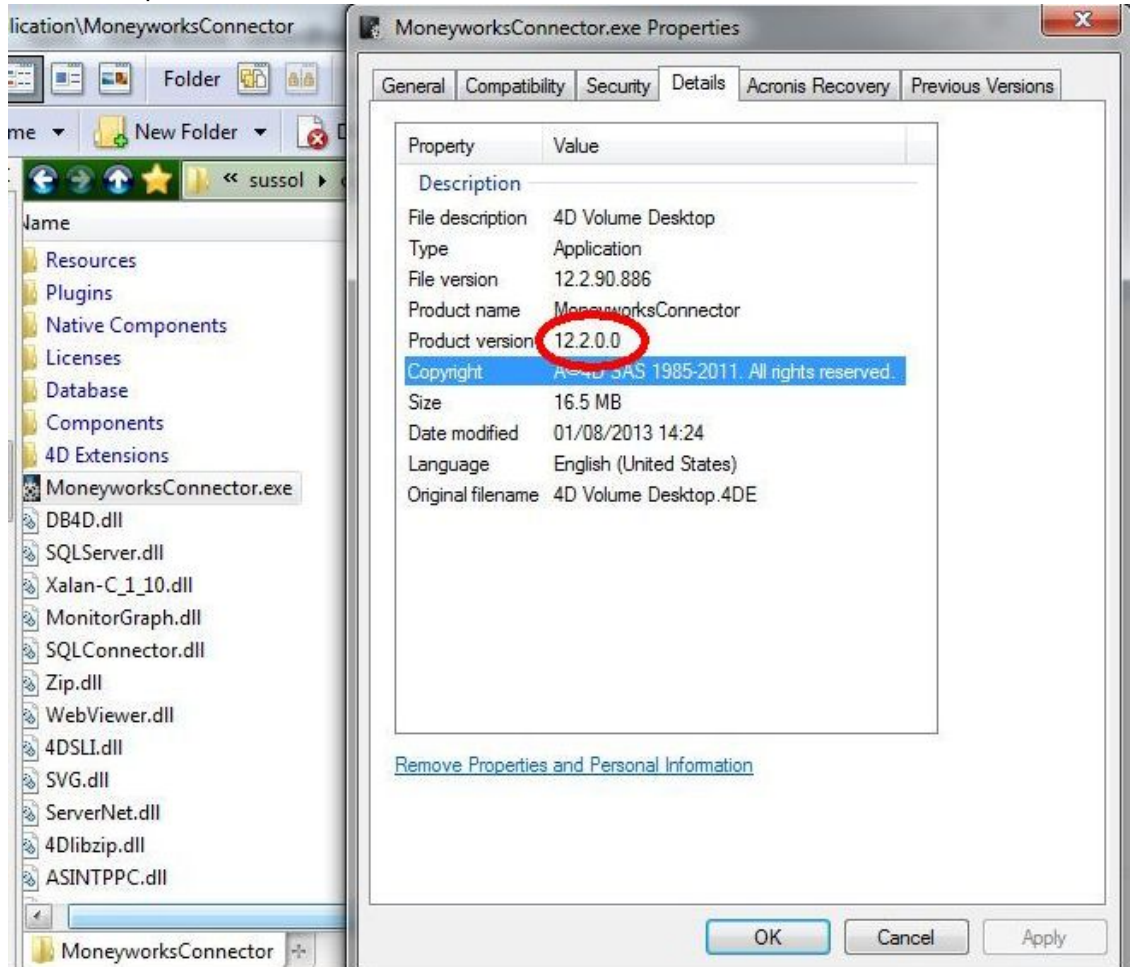 lication\MoneyworksConnector
Folder
me New Folder
« sussol
Name
Resources
Plugins
Native Components
Licenses
Database
Components
4D Extensions
MoneyworksConnector.exe
DB4D.dll
SQLServer.dll
Xalan-C_1_10.dll
MonitorGraph.dll
SQLConnector.dll
Zip.dll
WebViewer.dll
4DSLI.dll
SVG.dll
ServerNet.dll
4Dlibzip.dll
ASINTPPC.dll
MoneyworksConnector
MoneyworksConnector.exe Properties
General Compatibility Security Details Acronis Recovery Previous Versions
Property Value
Description
File description 4D Volume Desktop
Type Application
File version 12.2.90.886
Product name MoneyworksConnector
Product version 12.2.0.0
Copyright A©4D SAS 1985-2011. All rights reserved.
Size 16.5 MB
Date modified 01/08/2013 14:24
Language English (United States)
Original filename 4D Volume Desktop.4DE
Remove Properties and Personal Information
OK Cancel Apply